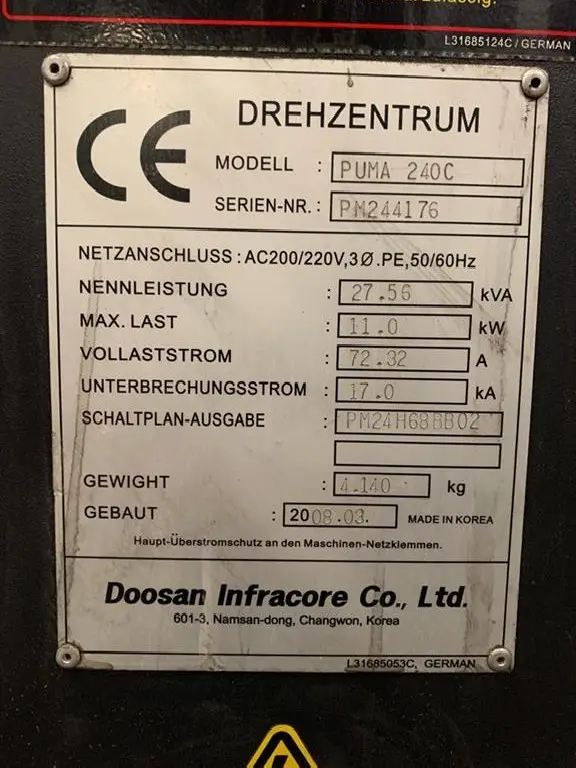 L31685124C / GERMAN
CE
DREHZENTRUM
MODELL : PUMA 240C
SERIEN-NR. : PM244176
NETZANSCHLUSS : AC200/220V,3Ø.PE,50/60Hz
NENNLEISTUNG : 27.56 kVA
MAX. LAST : 11.0 kW
VOLLASTSTROM : 72.32 A
UNTERBRECHUNGSSTROM : 17.0 kA
SCHALTPLAN-AUSGABE : PM24H68BB02
GEWIGHT : 4.140 kg
GEBAUT : 2008.03. MADE IN KOREA
Haupt-Überstromschutz an den Maschinen-Netzklemmen.
Doosan Infracore Co., Ltd.
601-3, Namsan-dong, Changwon, Korea
L31685053C, GERMAN